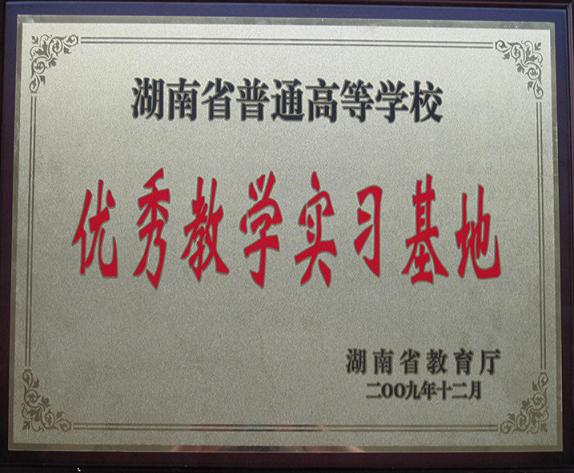 湖南省普通高等学校
优秀教学实习基地
湖南省教育厅
二00九年十二月